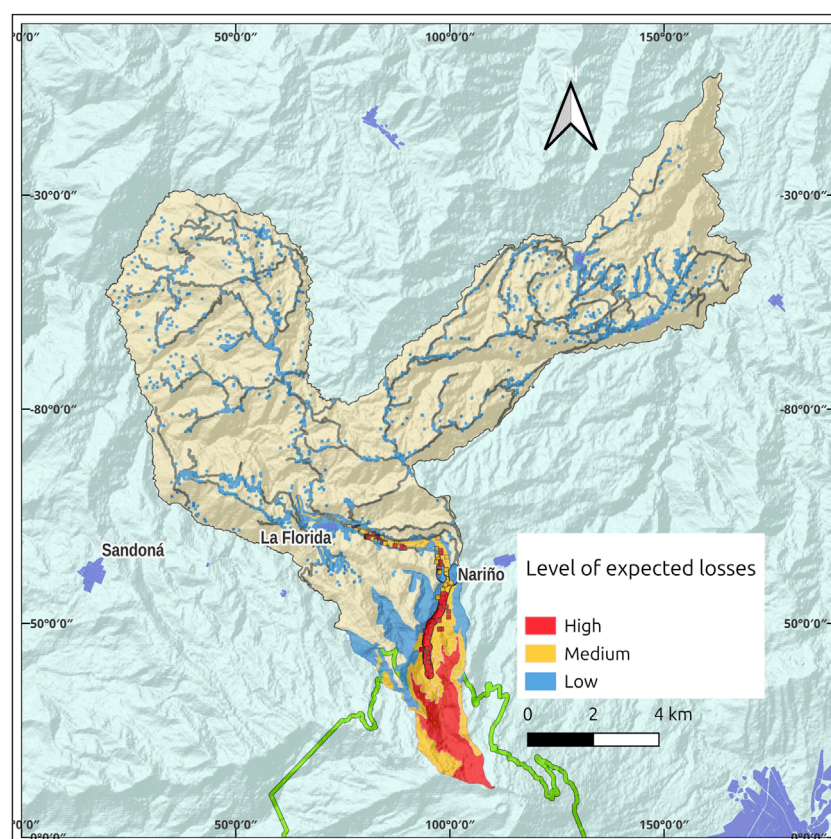 50°0′0″
100°0′0″
150°0′0″
N
-30°0′0″
-30°0′0″
-80°0′0″
-80°0′0″
La Florida
Sandoná
Nariño
Level of expected losses
50°0′0″
50°0′0″
High
Medium
Low
0 2 4 km
50°0′0″
100°0′0″
150°0′0″